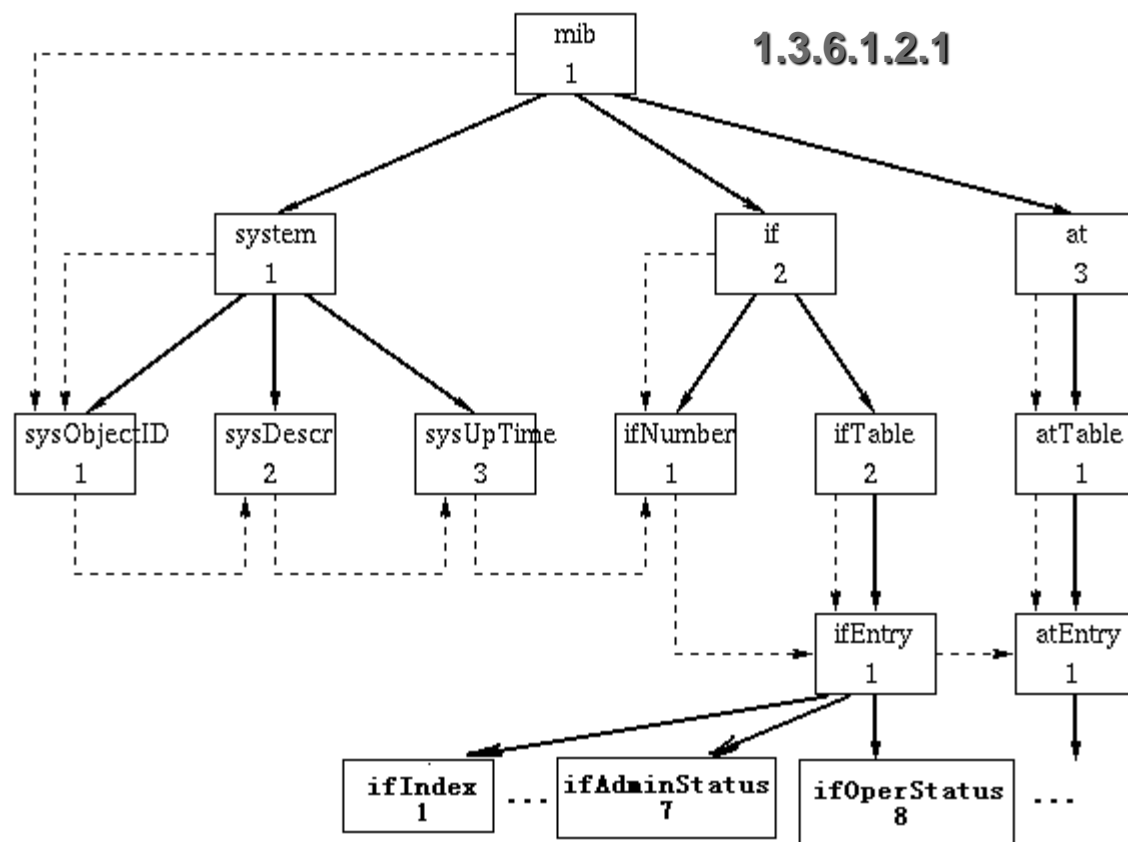 mib
1
1.3.6.1.2.1
system
1
if
2
at
3
sysObjectID
1
sysDescr
2
sysUpTime
3
ifNumber
1
ifTable
2
atTable
1
ifEntry
1
atEntry
1
ifIndex
1
...
ifAdminStatus
7
ifOperStatus
8
...